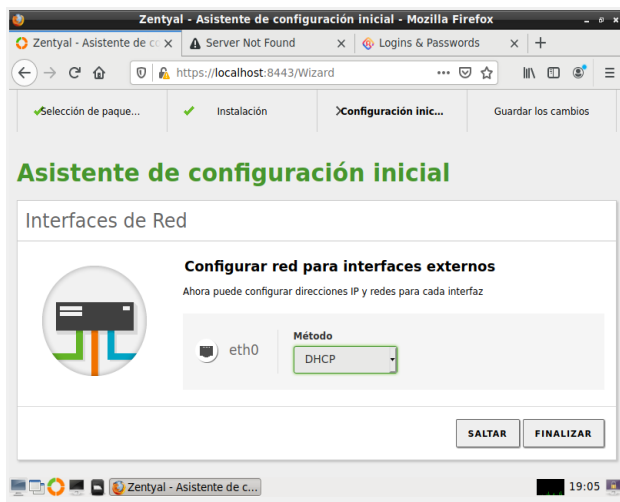 Zentyal - Asistente de configuración inicial - Mozilla Firefox
Zentyal - Asistente de co
Server Not Found
Logins & Passwords
https://localhost:8443/Wizard
Selección de paque...
Instalación
Configuración inic...
Guardar los cambios
Asistente de configuración inicial
Interfaces de Red
Configurar red para interfaces externos
Ahora puede configurar direcciones IP y redes para cada interfaz
Método
eth0
DHCP
SALTAR
FINALIZAR
Zentyal - Asistente de c...
19:05